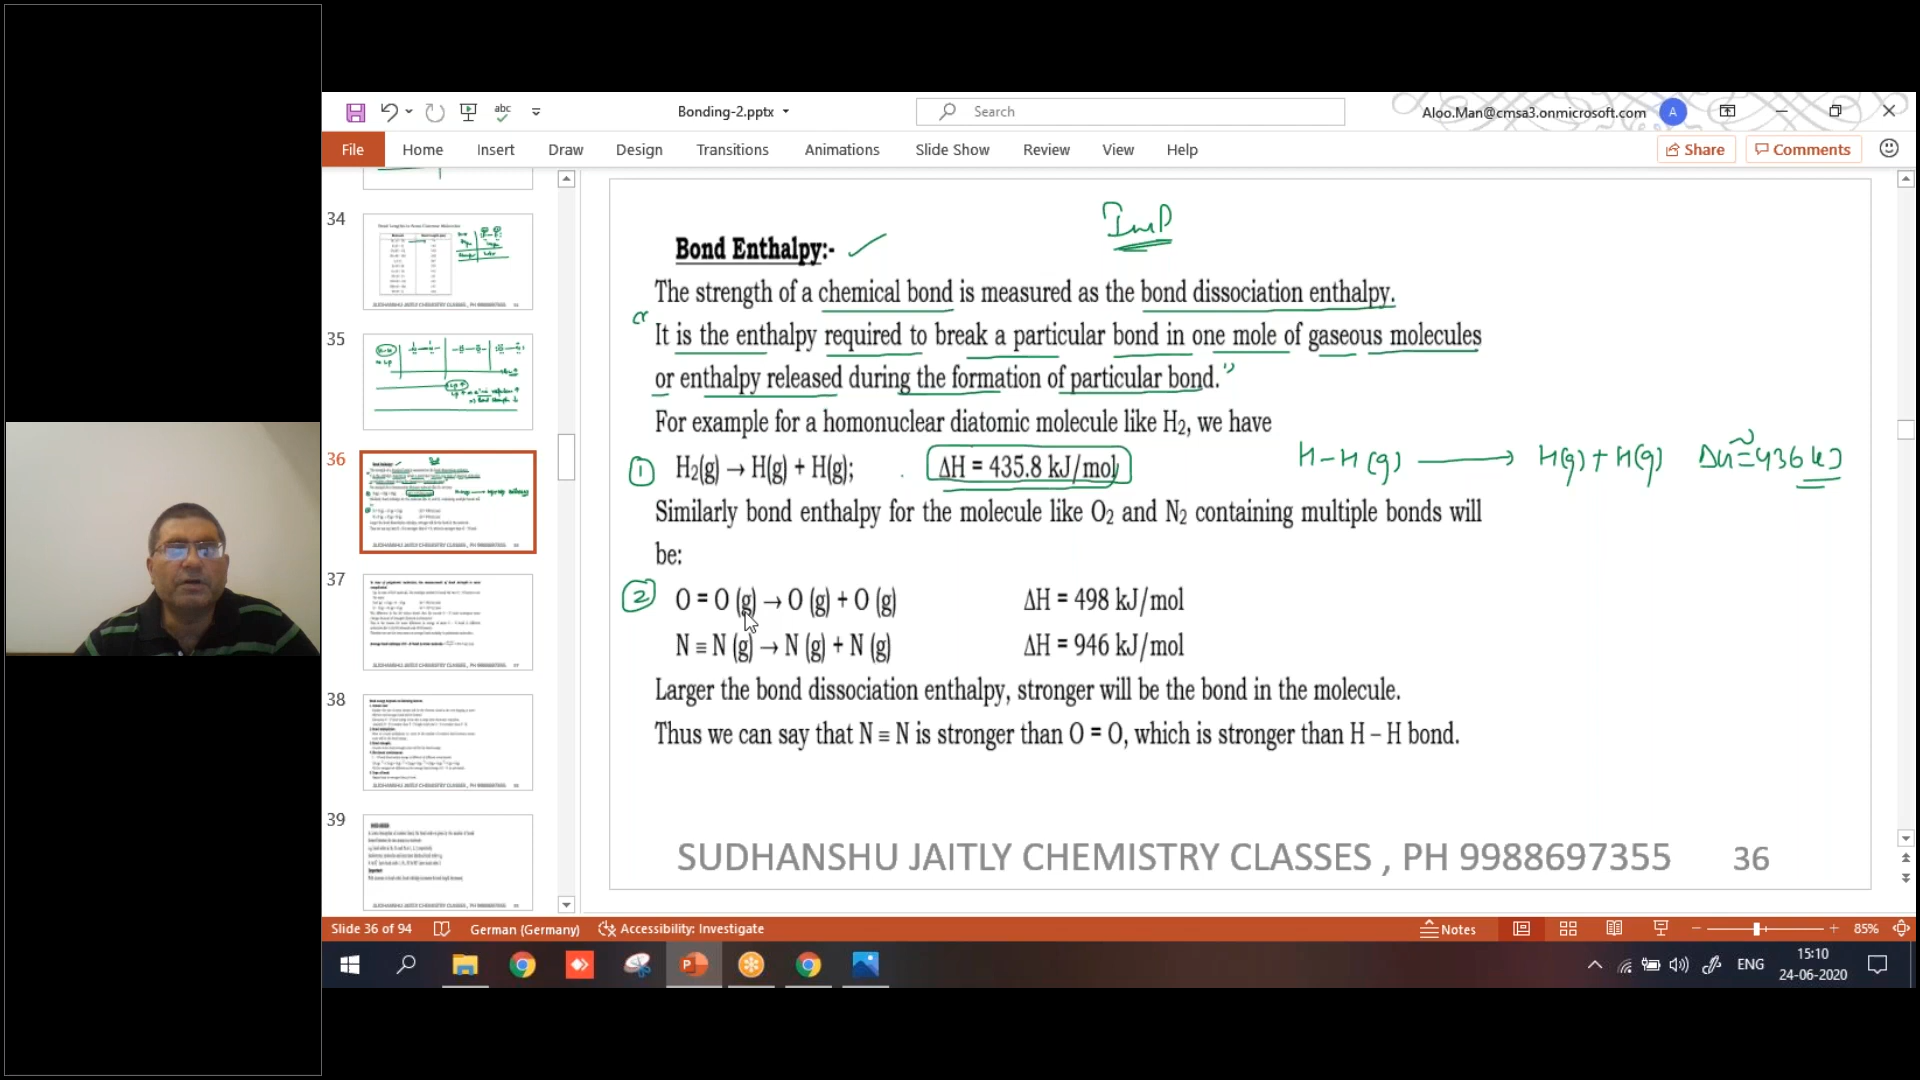 Bonding-2.pptx
Search
Aloo.Man@cmsa3.onmicrosoft.com
A
File Home Insert Draw Design Transitions Animations Slide Show Review View Help
Share Comments
34
35
36
37
38
39
Imp
Bond Enthalpy:-
The strength of a chemical bond is measured as the bond dissociation enthalpy.
" It is the enthalpy required to break a particular bond in one mole of gaseous molecules
or enthalpy released during the formation of particular bond."
For example for a homonuclear diatomic molecule like H₂, we have
1 H₂(g) → H(g) + H(g); ΔH = 435.8 kJ/mol H-H(g) → H(g) + H(g) ΔH ≅ 436 kJ
Similarly bond enthalpy for the molecule like O₂ and N₂ containing multiple bonds will
be:
2 O = O (g) → O (g) + O (g) ΔH = 498 kJ/mol
N ≡ N (g) → N (g) + N (g) ΔH = 946 kJ/mol
Larger the bond dissociation enthalpy, stronger will be the bond in the molecule.
Thus we can say that N ≡ N is stronger than O = O, which is stronger than H – H bond.
SUDHANSHU JAITLY CHEMISTRY CLASSES , PH 9988697355 36
Slide 36 of 94 German (Germany) Accessibility: Investigate Notes 85%
ENG
15:10
24-06-2020